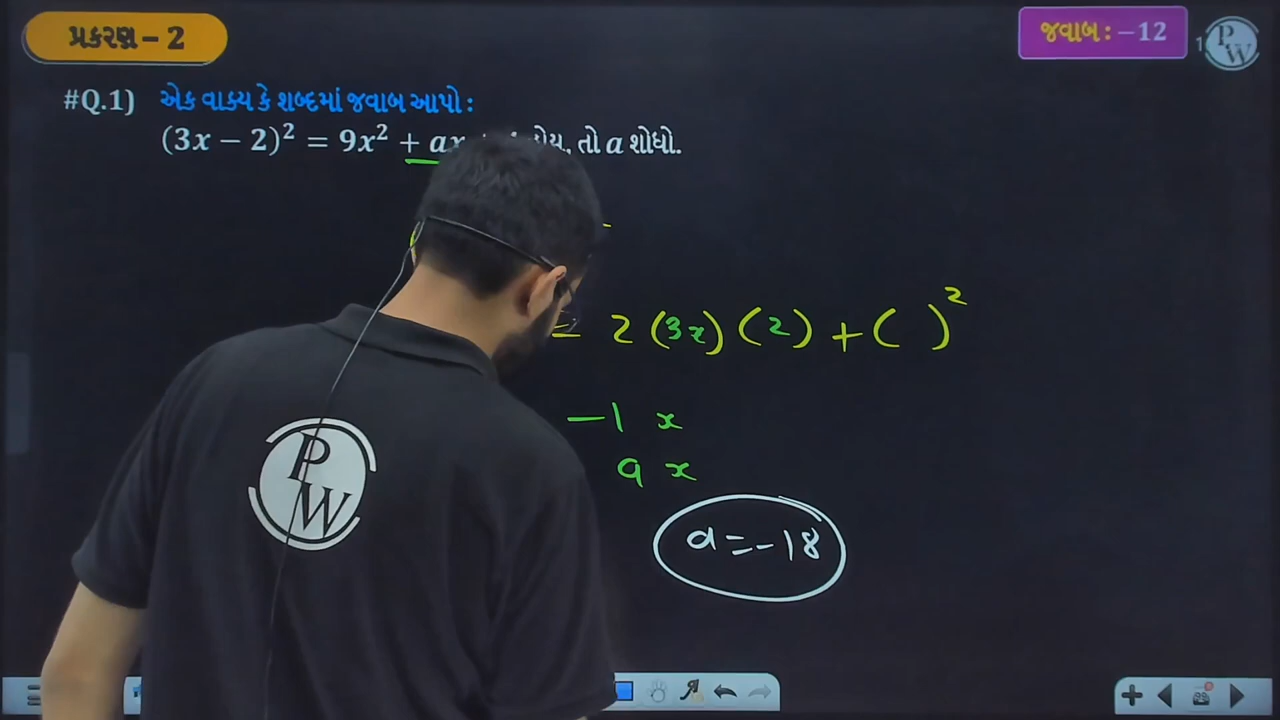 પ્રકરણ – 2
જવાબ : −12
PW
#Q.1) એક વાક્ય કે શબ્દમાં જવાબ આપો :
(3x − 2)² = 9x² + ax તો a શોધો.
= 2 (3x) (2) + ( )²
−1 x
a x
a = −18
PW